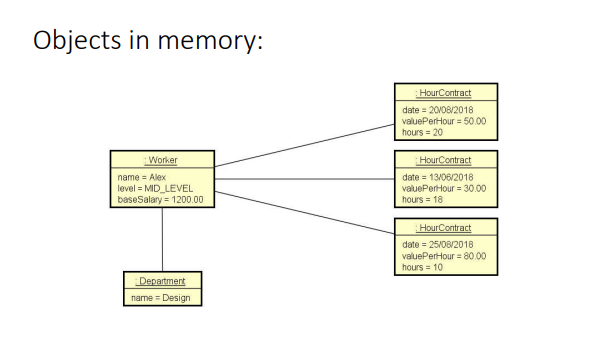 Objects in memory:
: HourContract
date = 20/08/2018
valuePerHour = 50.00
hours = 20
: Worker
name = Alex
level = MID_LEVEL
baseSalary = 1200.00
: HourContract
date = 13/06/2018
valuePerHour = 30.00
hours = 18
: HourContract
date = 25/08/2018
valuePerHour = 80.00
hours = 10
: Department
name = Design